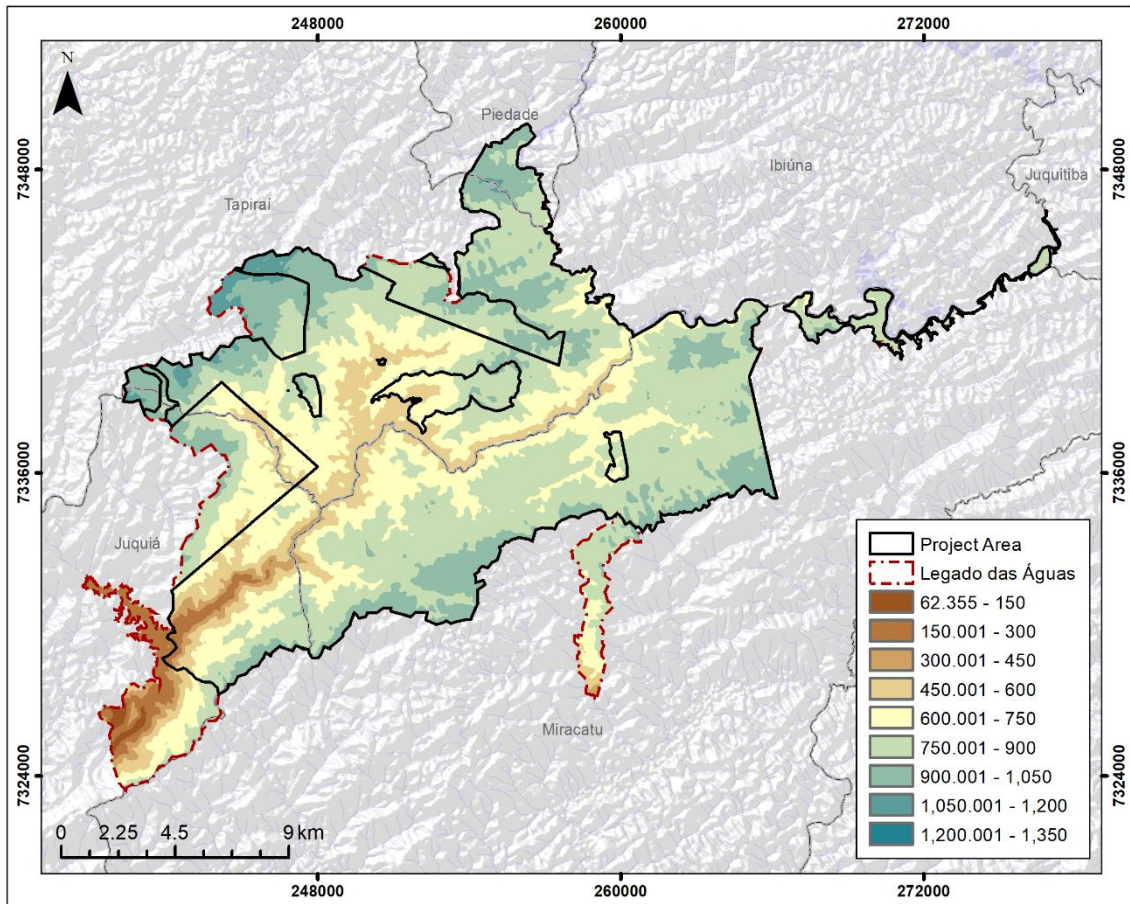 248000 260000 272000
N
Piedade
7348000 Ibiúna 7348000
Juquitiba
Tapiraí
7336000 7336000
Juquiá
Project Area
Legado das Águas
62.355 - 150
150.001 - 300
300.001 - 450
450.001 - 600
600.001 - 750
750.001 - 900
900.001 - 1,050
1,050.001 - 1,200
1,200.001 - 1,350
Miracatu
7324000 7324000
0 2.25 4.5 9 km
248000 260000 272000